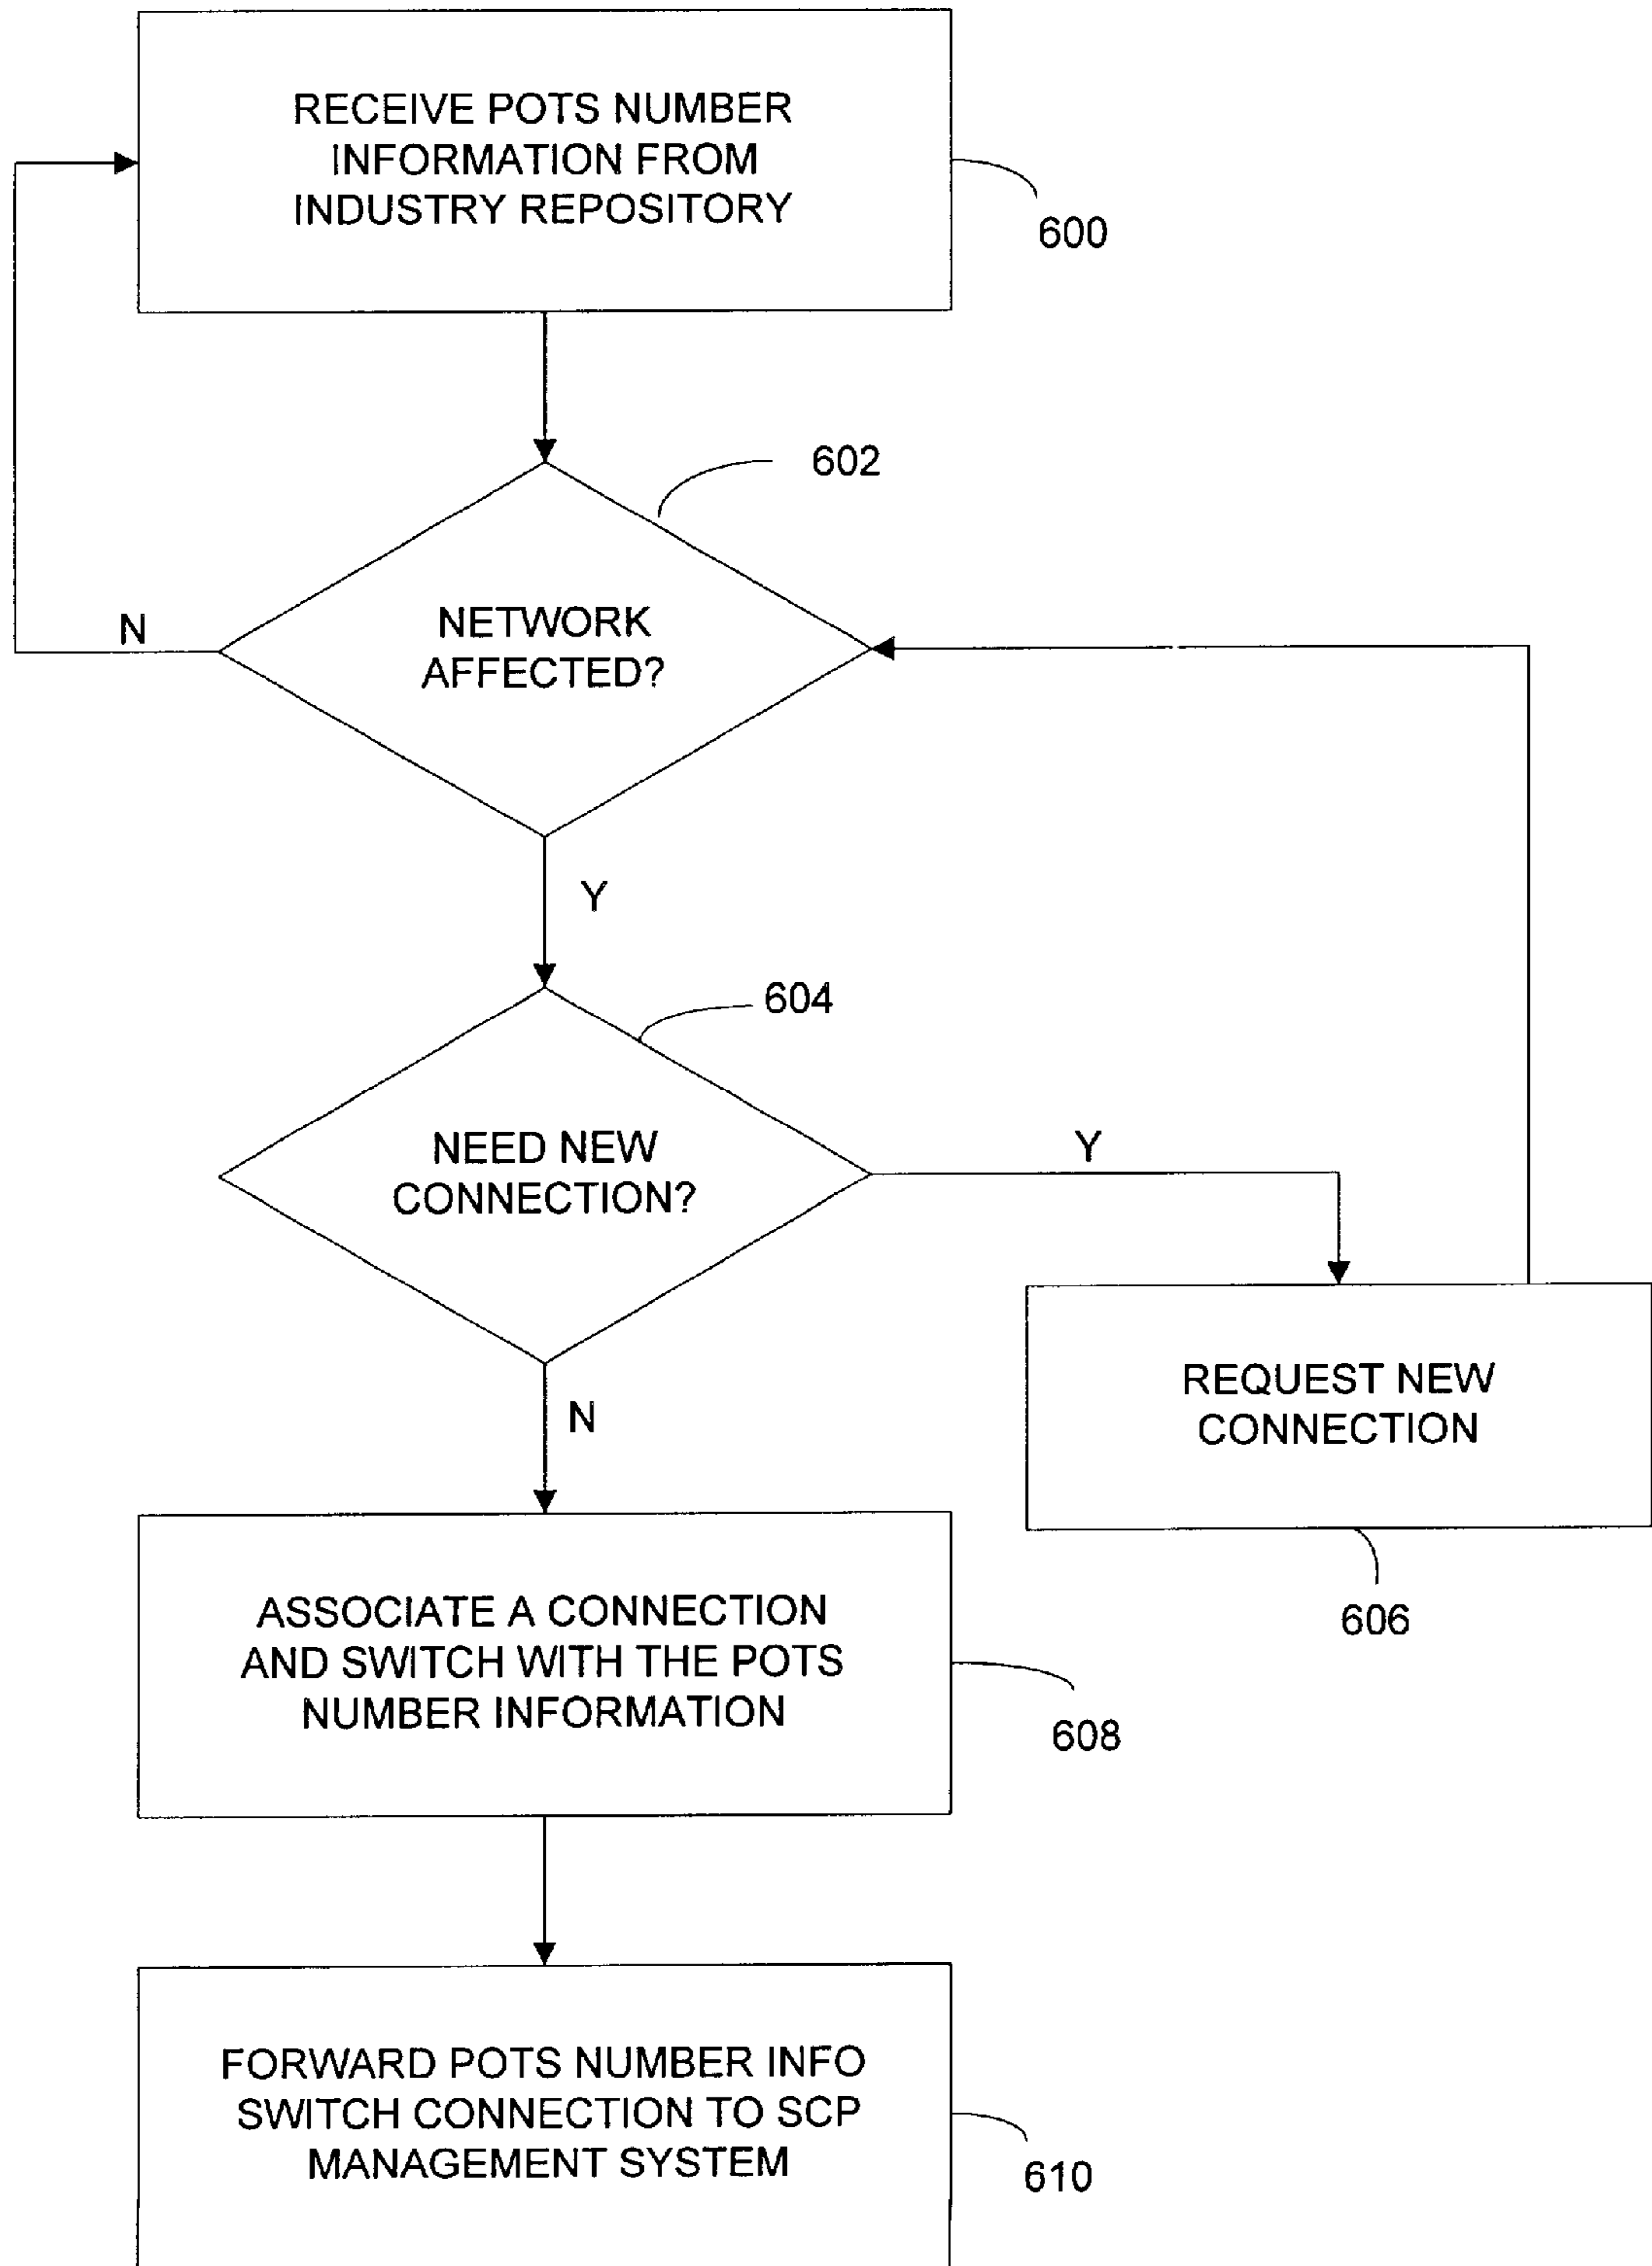 RECEIVE POTS NUMBER
INFORMATION FROM
INDUSTRY REPOSITORY
600
602
NETWORK
AFFECTED?
N
Y
604
NEED NEW
CONNECTION?
Y
N
REQUEST NEW
CONNECTION
606
ASSOCIATE A CONNECTION
AND SWITCH WITH THE POTS
NUMBER INFORMATION
608
FORWARD POTS NUMBER INFO
SWITCH CONNECTION TO SCP
MANAGEMENT SYSTEM
610